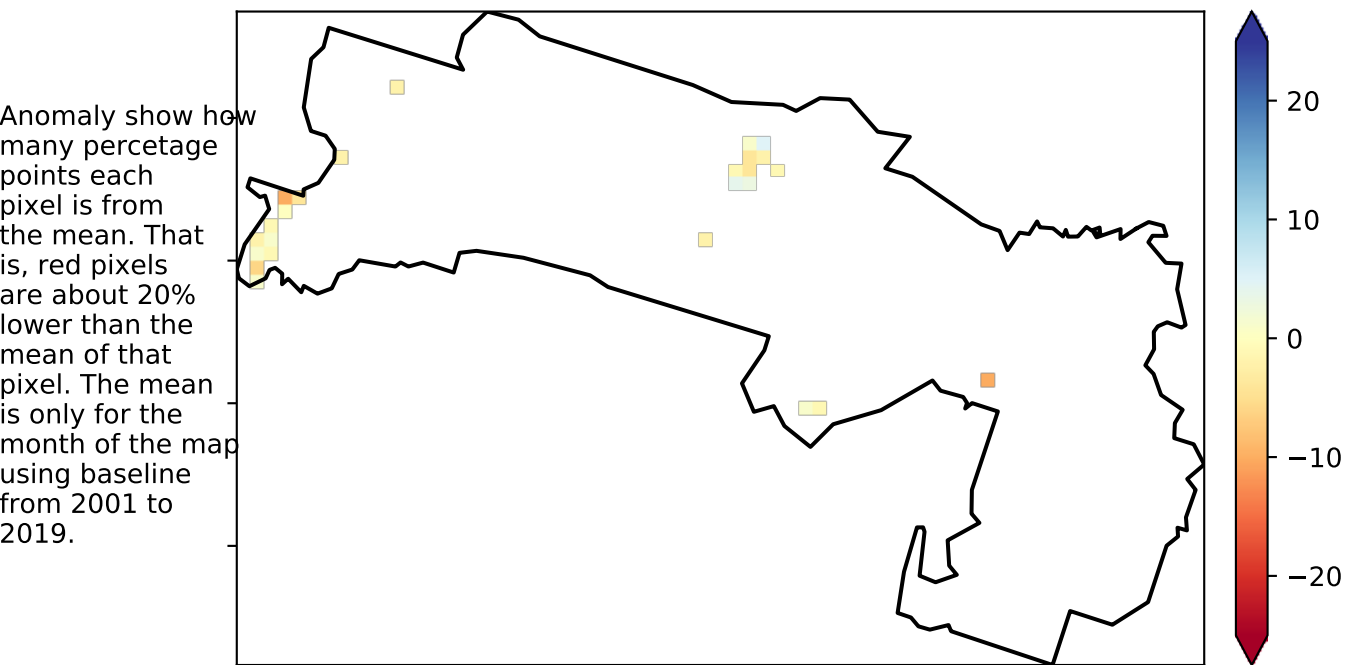 Anomaly show how
many percetage
points each
pixel is from
the mean. That
is, red pixels
are about 20%
lower than the
mean of that
pixel. The mean
is only for the
month of the map
using baseline
from 2001 to
2019.
20
10
0
−10
−20